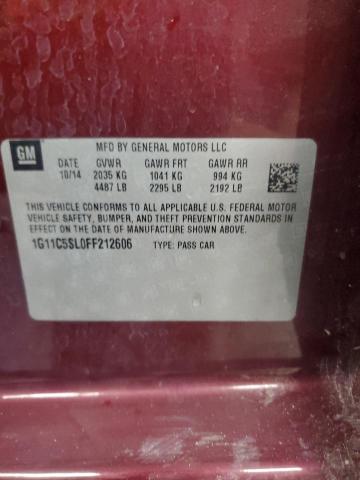 GM
MFD BY GENERAL MOTORS LLC
DATE GVWR GAWR FRT GAWR RR
10/14 2035 KG 1041 KG 994 KG
4487 LB 2295 LB 2192 LB
THIS VEHICLE CONFORMS TO ALL APPLICABLE U.S. FEDERAL MOTOR
VEHICLE SAFETY, BUMPER, AND THEFT PREVENTION STANDARDS IN
EFFECT ON THE DATE OF MANUFACTURE SHOWN ABOVE.
1G11C5SL0FF212606 TYPE: PASS CAR